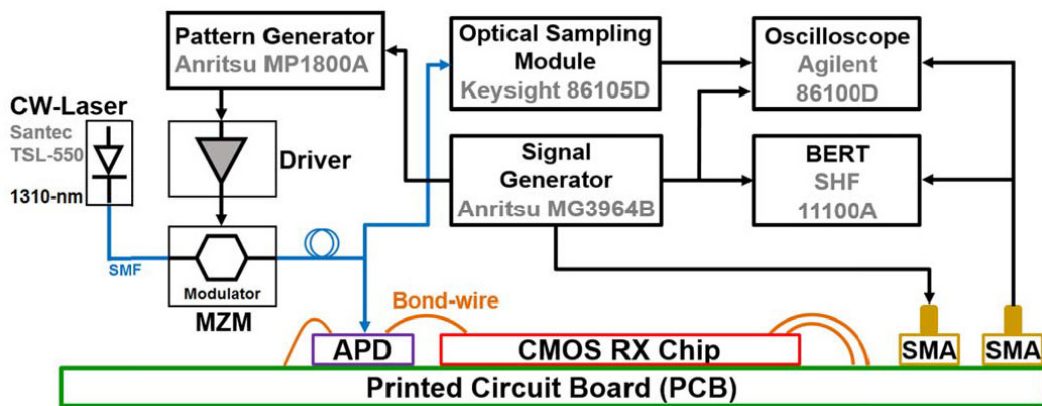 Pattern Generator
Anritsu MP1800A
Optical Sampling
Module
Keysight 86105D
Oscilloscope
Agilent
86100D
CW-Laser
Santec
TSL-550
1310-nm
Driver
Signal
Generator
Anritsu MG3964B
BERT
SHF
11100A
SMF
Modulator
MZM
Bond-wire
APD
CMOS RX Chip
SMA
SMA
Printed Circuit Board (PCB)